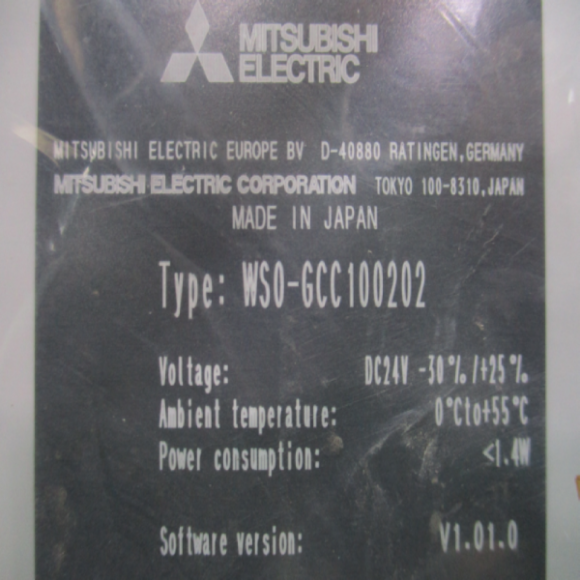 MITSUBISHI
ELECTRIC
MITSUBISHI ELECTRIC EUROPE BV D-40880 RATINGEN,GERMANY
MITSUBISHI ELECTRIC CORPORATION TOKYO 100-8310,JAPAN
MADE IN JAPAN
Type: WS0-GCC100202
Voltage: DC24V -30%/+25%
Ambient temperature: 0°Cto+55°C
Power consumption: <1.4W
Software version: V1.01.0